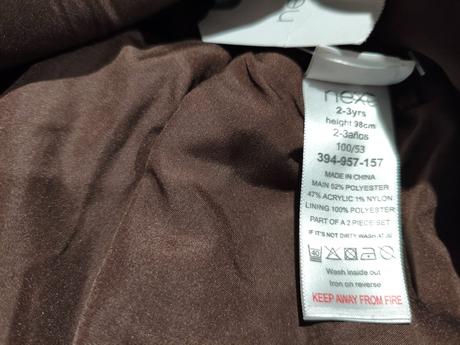 next
2-3yrs
height 98cm
2-3años
100/53
394-957-157
MADE IN CHINA
MAIN 52% POLYESTER
47% ACRYLIC 1% NYLON
LINING 100% POLYESTER
PART OF A 2 PIECE SET
IF IT'S NOT DIRTY WASH AT
40
Wash inside out
Iron on reverse
KEEP AWAY FROM FIRE